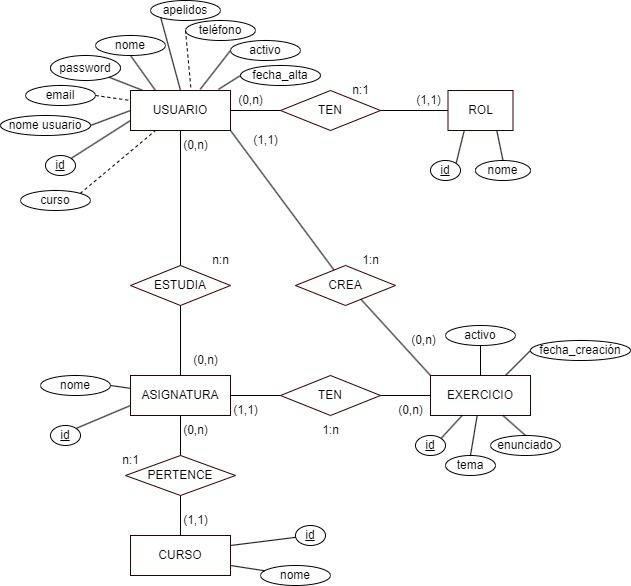 apelidos
teléfono
nome
activo
password
fecha_alta
email
n:1
USUARIO
(0,n)
TEN
(1,1)
ROL
nome usuario
(0,n)
(1,1)
id
id
nome
curso
n:n
1:n
ESTUDIA
CREA
activo
(0,n)
fecha_creación
(0,n)
nome
ASIGNATURA
TEN
EXERCICIO
(1,1)
(0,n)
id
(0,n)
1:n
id
enunciado
n:1
tema
PERTENCE
(1,1)
id
CURSO
nome